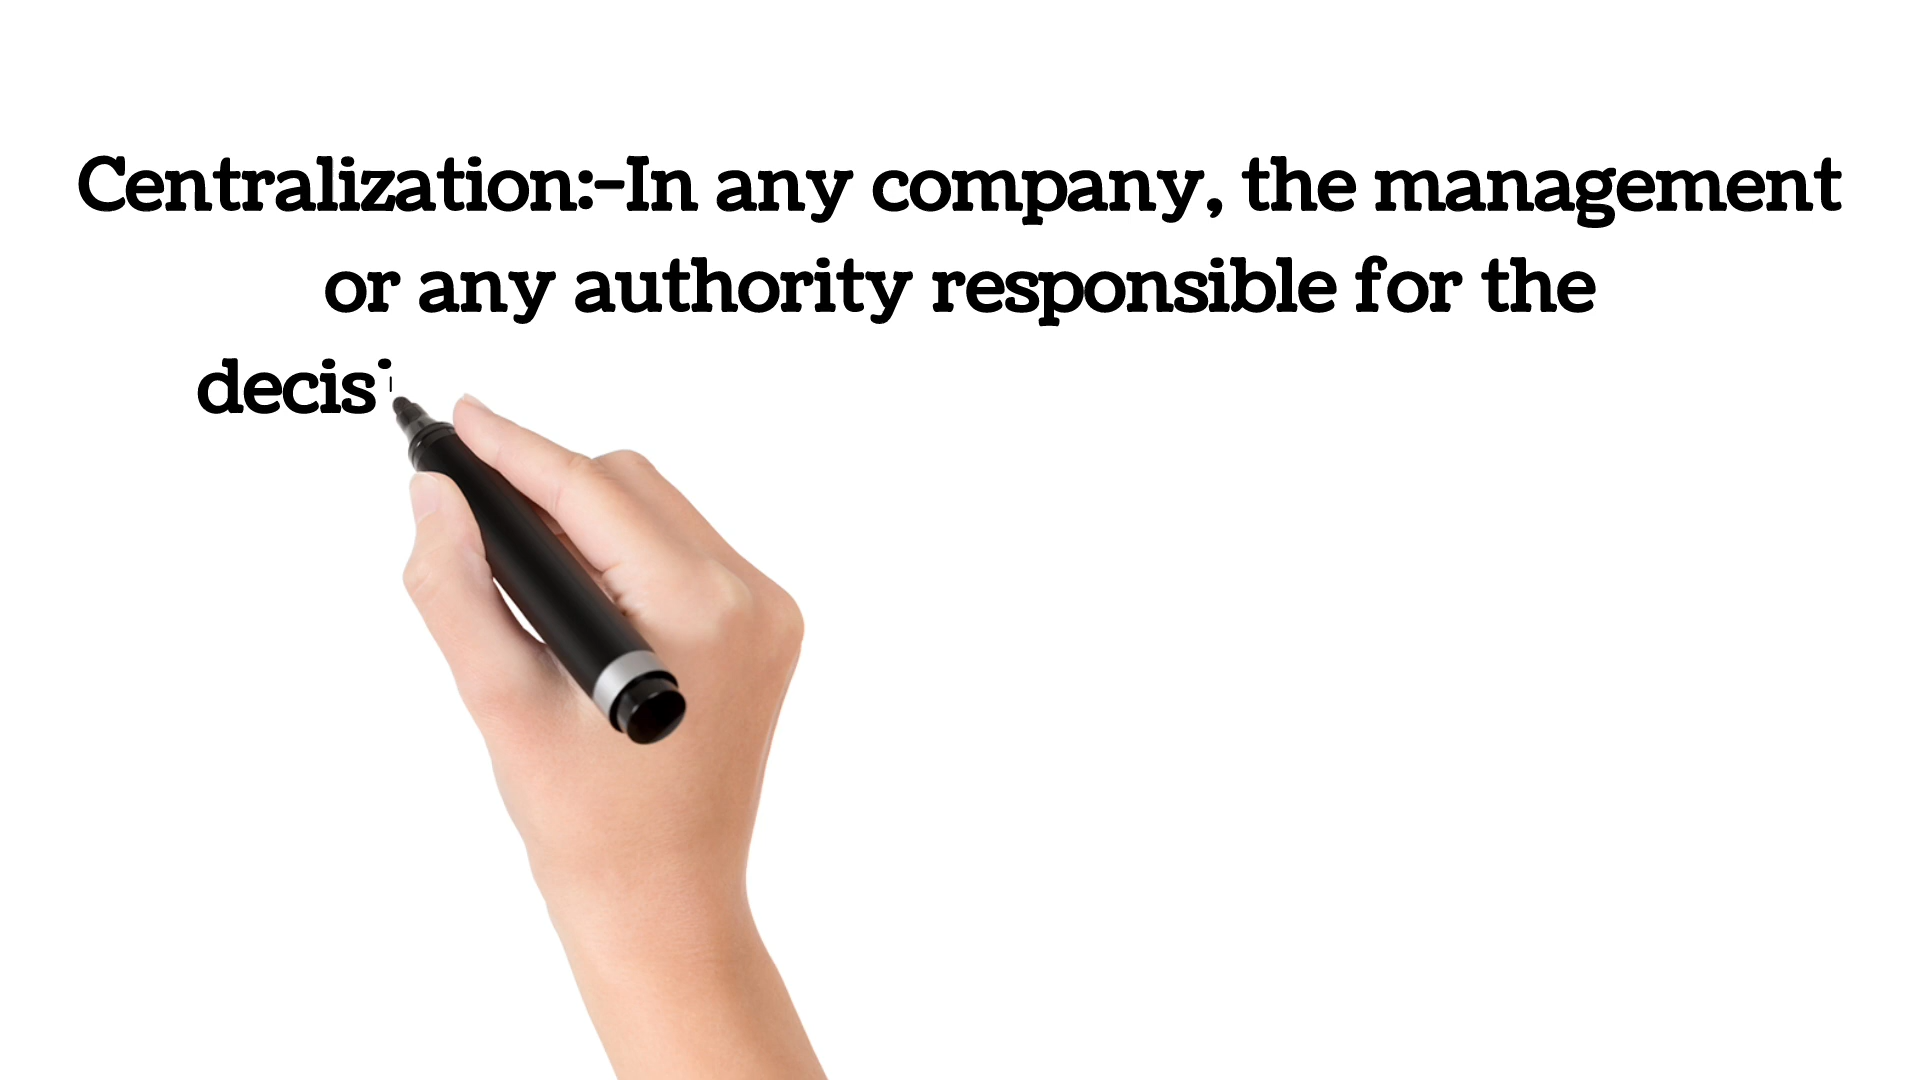 Centralization:-In any company, the management
or any authority responsible for the
decis